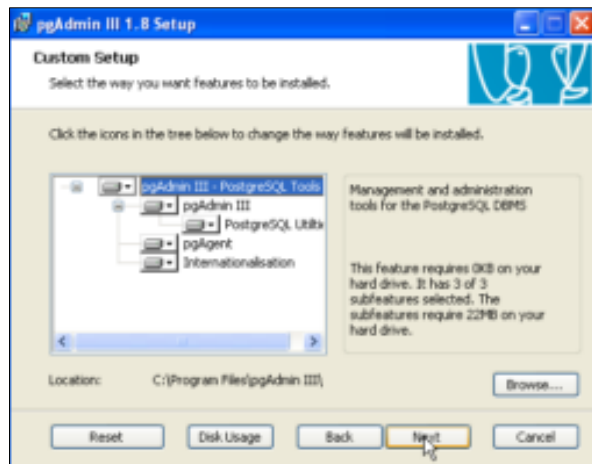 pgAdmin III 1.8 Setup
Custom Setup
Select the way you want features to be installed.
Click the icons in the tree below to change the way features will be installed.
pgAdmin III - PostgreSQL Tools
pgAdmin III
PostgreSQL Utilitie
pgAgent
Internationalisation
Management and administration
tools for the PostgreSQL DBMS
This feature requires 0KB on your
hard drive. It has 3 of 3
subfeatures selected. The
subfeatures require 22MB on your
hard drive.
Location: C:\Program Files\pgAdmin III\
Browse...
Reset Disk Usage Back Next Cancel